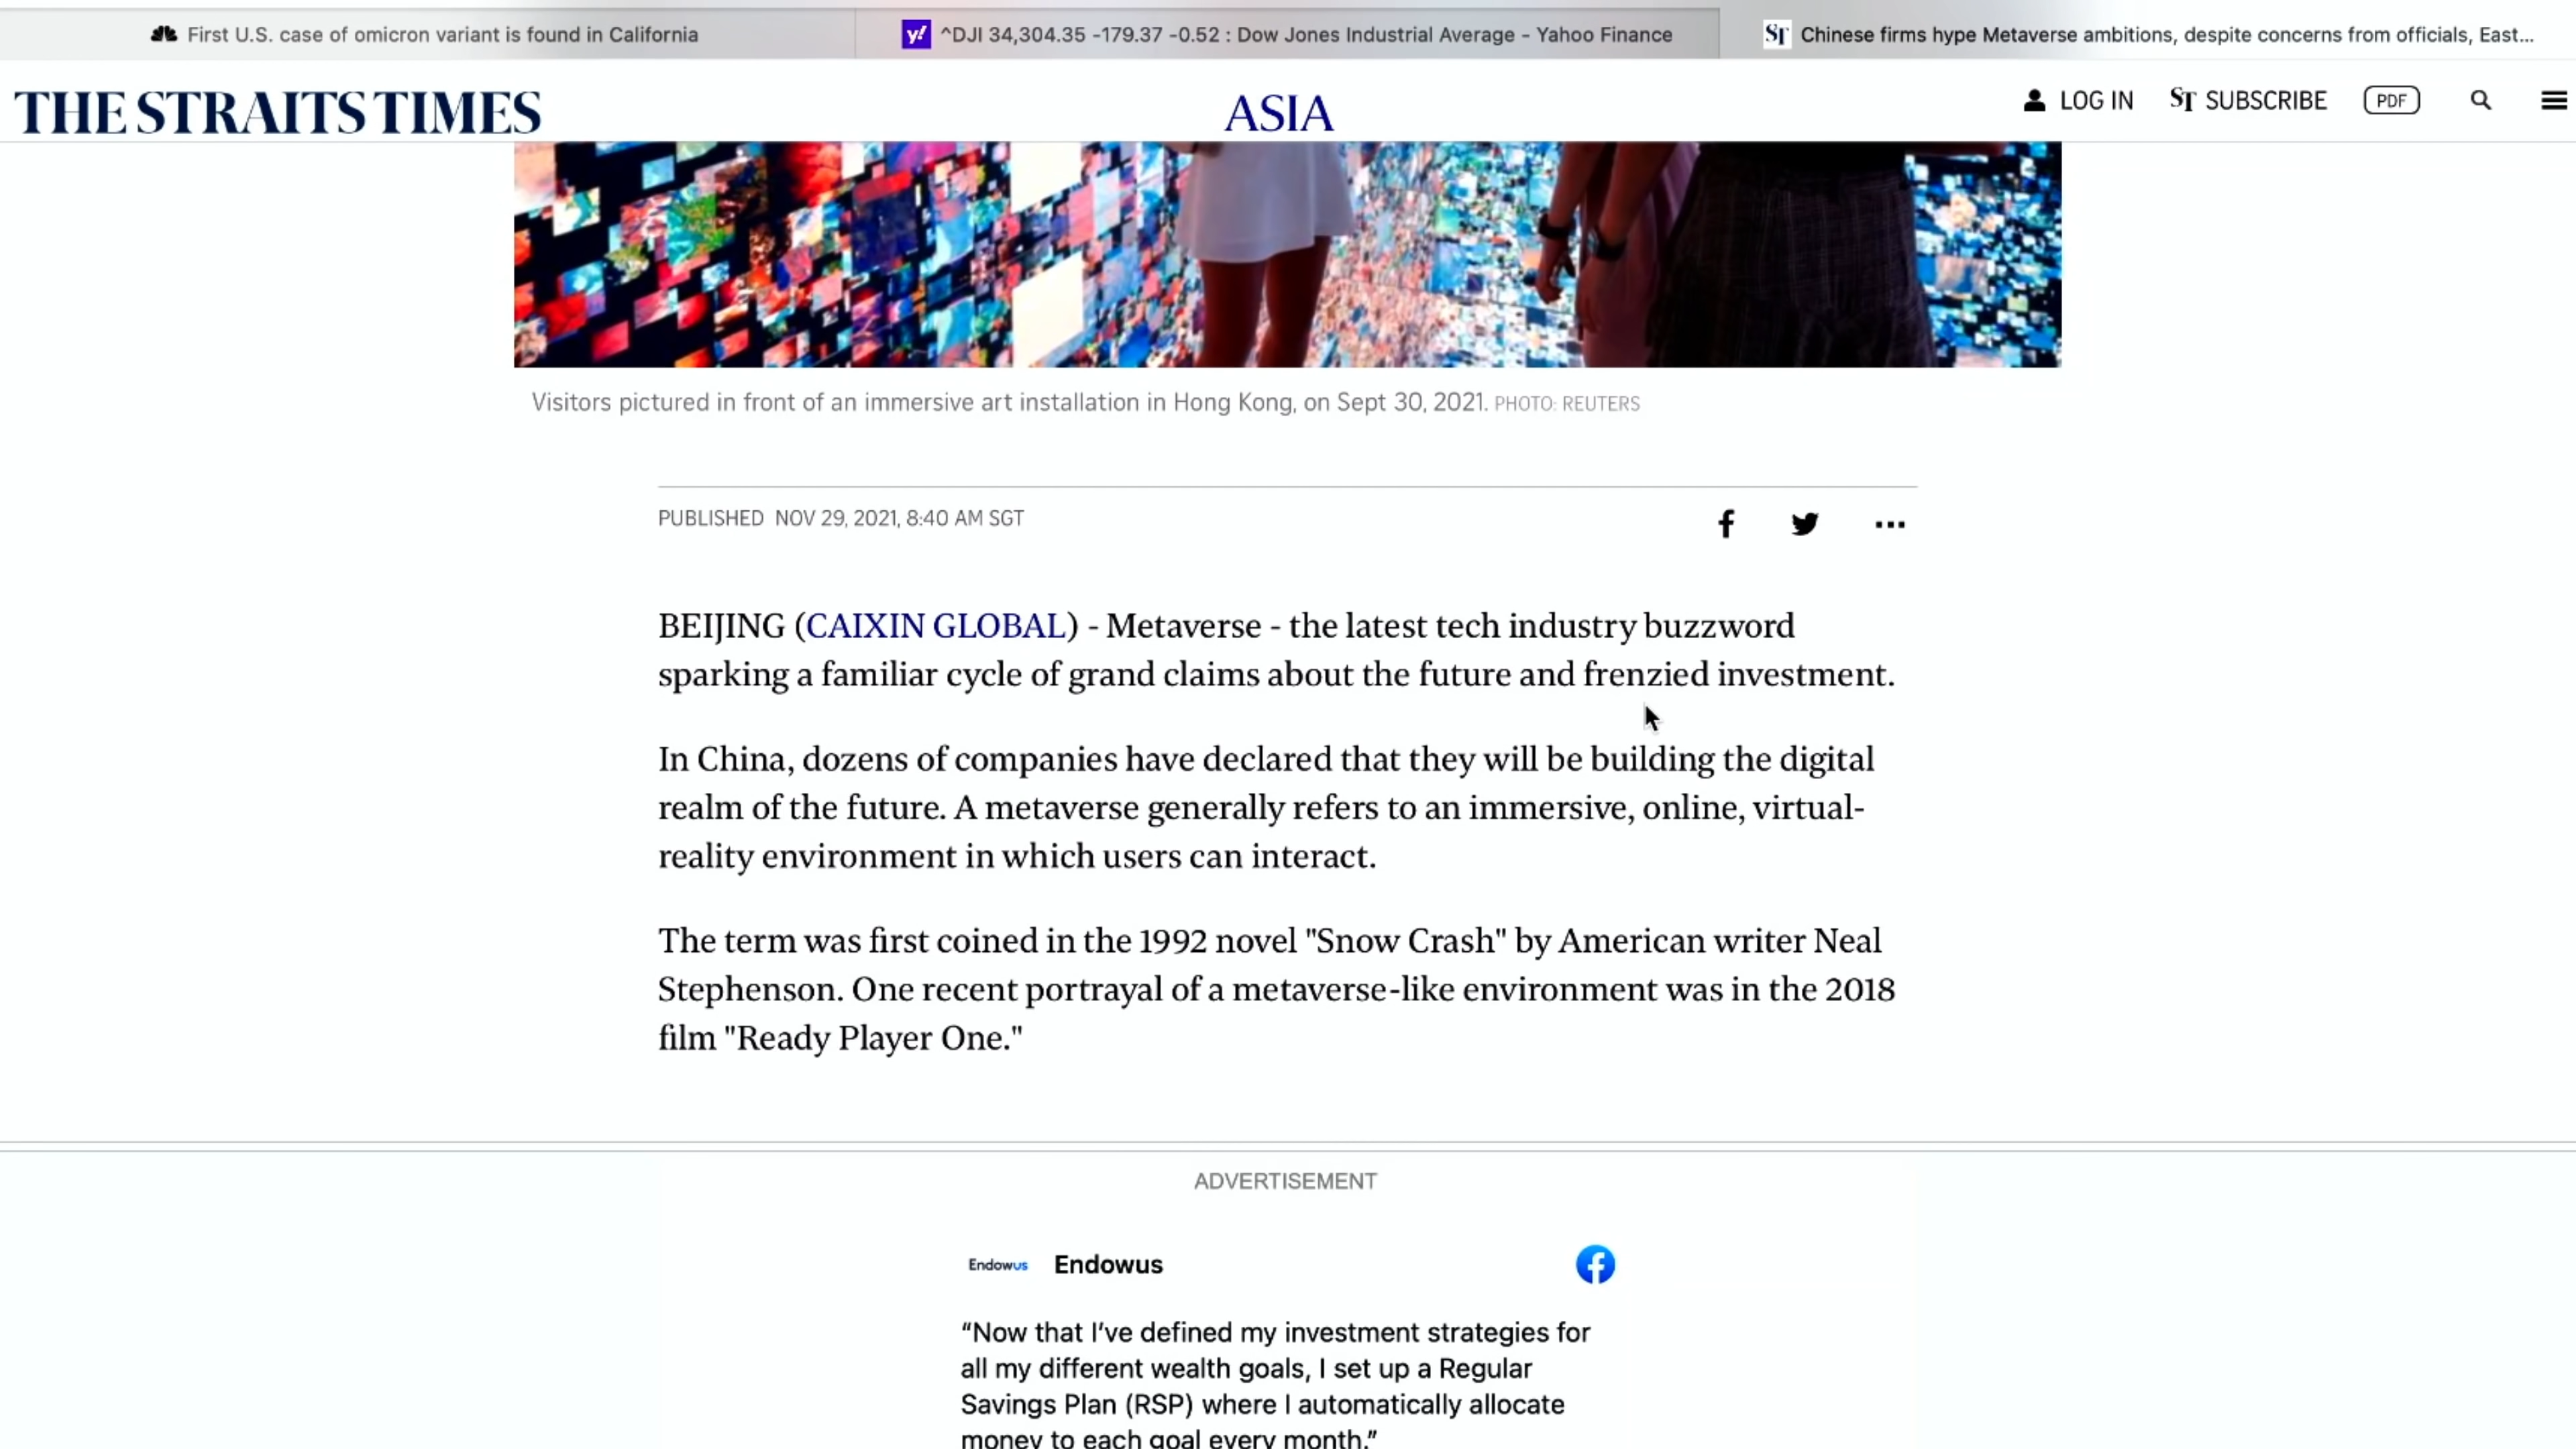 First U.S. case of omicron variant is found in California
y! ^DJI 34,304.35 -179.37 -0.52 : Dow Jones Industrial Average - Yahoo Finance
ST Chinese firms hype Metaverse ambitions, despite concerns from officials, East...
THE STRAITS TIMES
ASIA
LOG IN
ST SUBSCRIBE
PDF
Visitors pictured in front of an immersive art installation in Hong Kong, on Sept 30, 2021. PHOTO: REUTERS
PUBLISHED NOV 29, 2021, 8:40 AM SGT
BEIJING (CAIXIN GLOBAL) - Metaverse - the latest tech industry buzzword
sparking a familiar cycle of grand claims about the future and frenzied investment.
In China, dozens of companies have declared that they will be building the digital
realm of the future. A metaverse generally refers to an immersive, online, virtual-
reality environment in which users can interact.
The term was first coined in the 1992 novel "Snow Crash" by American writer Neal
Stephenson. One recent portrayal of a metaverse-like environment was in the 2018
film "Ready Player One."
ADVERTISEMENT
Endowus Endowus
“Now that I’ve defined my investment strategies for
all my different wealth goals, I set up a Regular
Savings Plan (RSP) where I automatically allocate
money to each goal every month.”